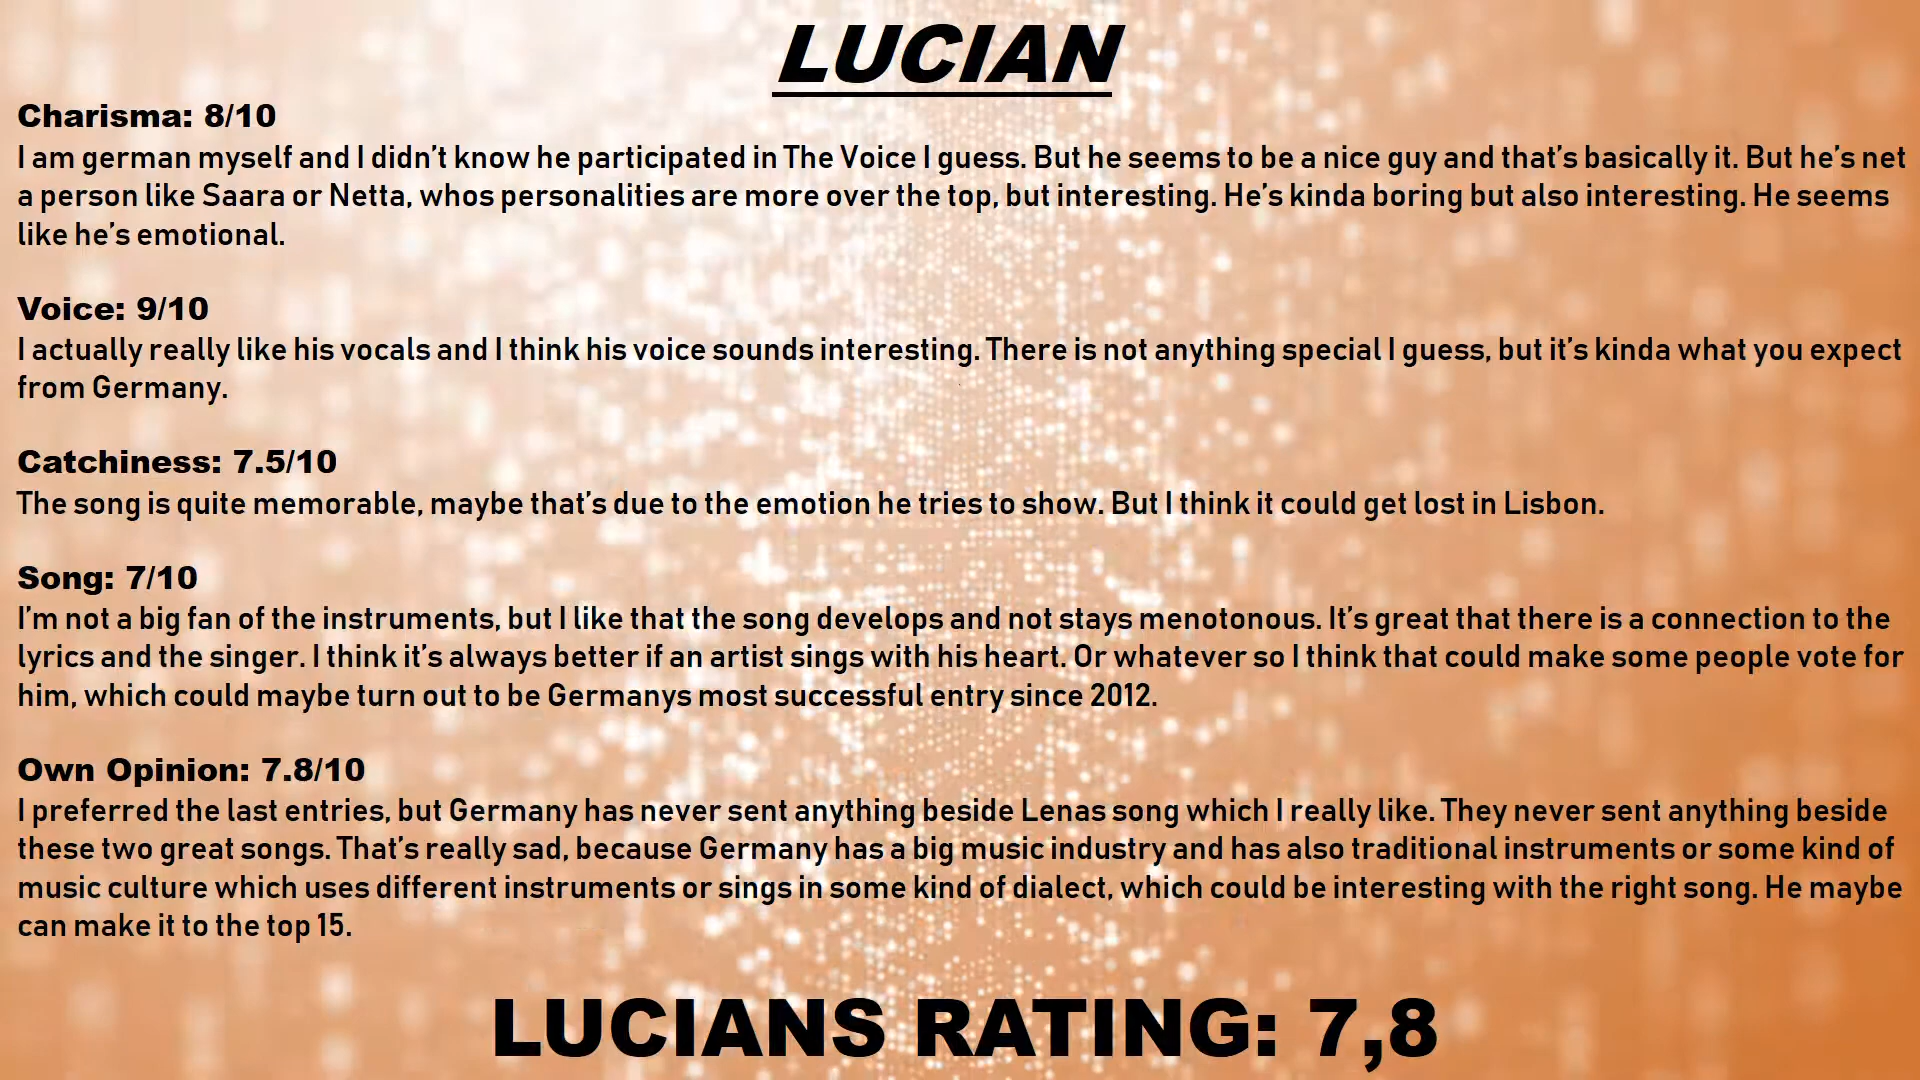 LUCIAN
Charisma: 8/10
I am german myself and I didn’t know he participated in The Voice I guess. But he seems to be a nice guy and that’s basically it. But he’s net
a person like Saara or Netta, whos personalities are more over the top, but interesting. He’s kinda boring but also interesting. He seems
like he’s emotional.
Voice: 9/10
I actually really like his vocals and I think his voice sounds interesting. There is not anything special I guess, but it’s kinda what you expect
from Germany.
Catchiness: 7.5/10
The song is quite memorable, maybe that’s due to the emotion he tries to show. But I think it could get lost in Lisbon.
Song: 7/10
I’m not a big fan of the instruments, but I like that the song develops and not stays menotonous. It’s great that there is a connection to the
lyrics and the singer. I think it’s always better if an artist sings with his heart. Or whatever so I think that could make some people vote for
him, which could maybe turn out to be Germanys most successful entry since 2012.
Own Opinion: 7.8/10
I preferred the last entries, but Germany has never sent anything beside Lenas song which I really like. They never sent anything beside
these two great songs. That’s really sad, because Germany has a big music industry and has also traditional instruments or some kind of
music culture which uses different instruments or sings in some kind of dialect, which could be interesting with the right song. He maybe
can make it to the top 15.
LUCIANS RATING: 7,8